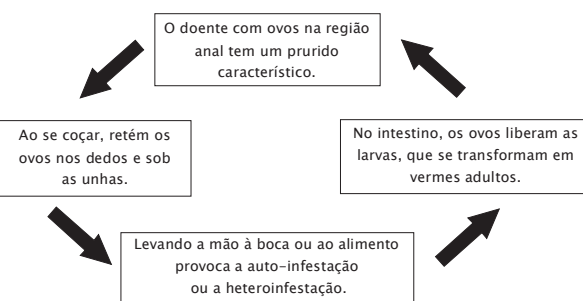 O doente com ovos na região
anal tem um prurido
característico.
Ao se coçar, retém os
ovos nos dedos e sob
as unhas.
Levando a mão à boca ou ao alimento
provoca a auto-infestação
ou a heteroinfestação.
No intestino, os ovos liberam as
larvas, que se transformam em
vermes adultos.